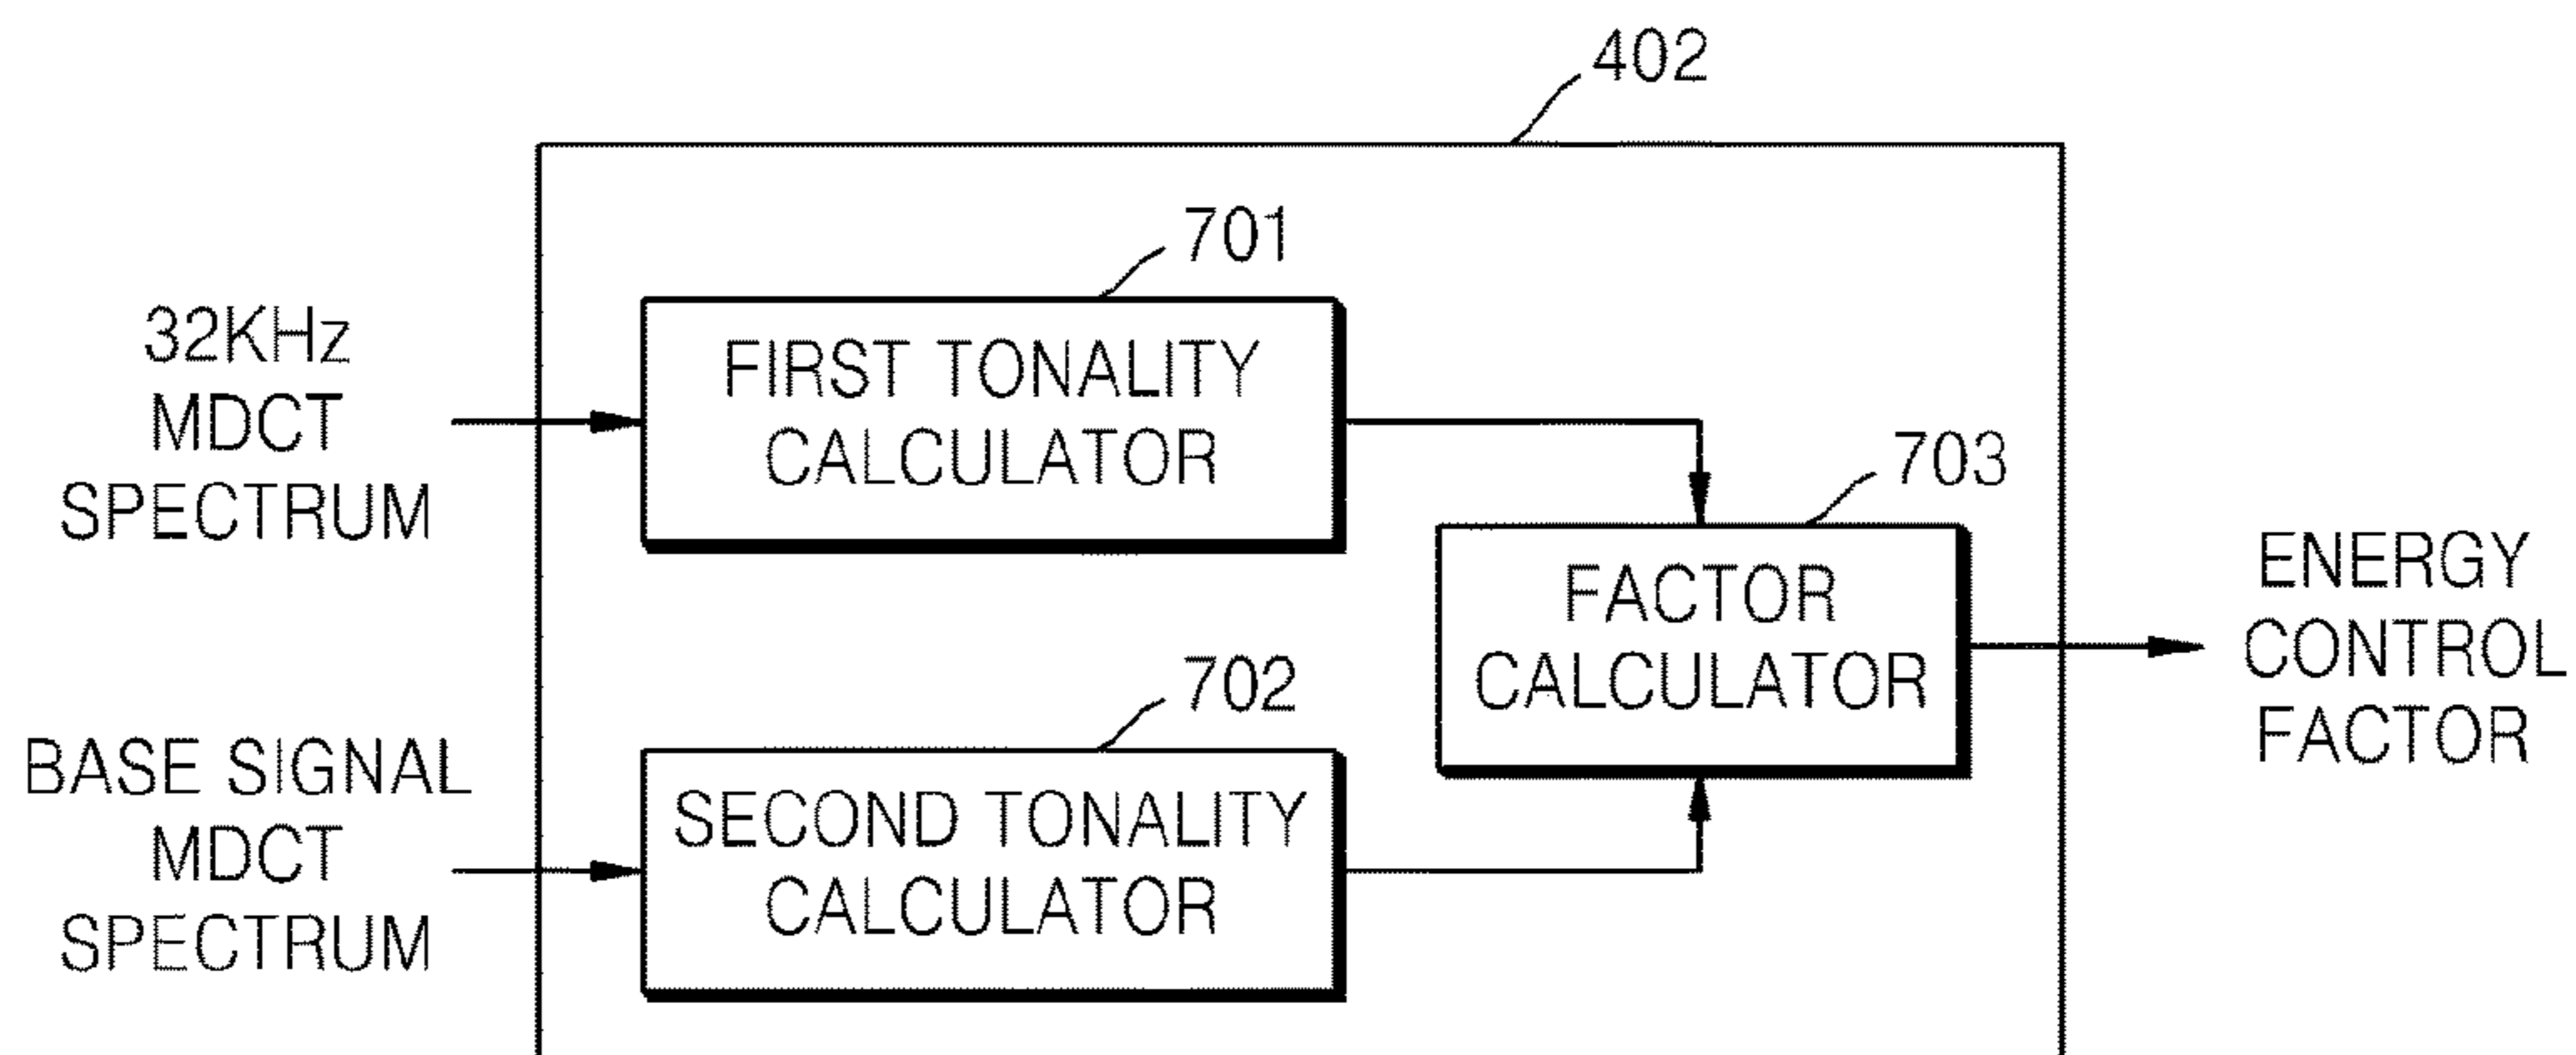 402
701
32KHz
MDCT
SPECTRUM
FIRST TONALITY
CALCULATOR
703
FACTOR
CALCULATOR
ENERGY
CONTROL
FACTOR
702
BASE SIGNAL
MDCT
SPECTRUM
SECOND TONALITY
CALCULATOR